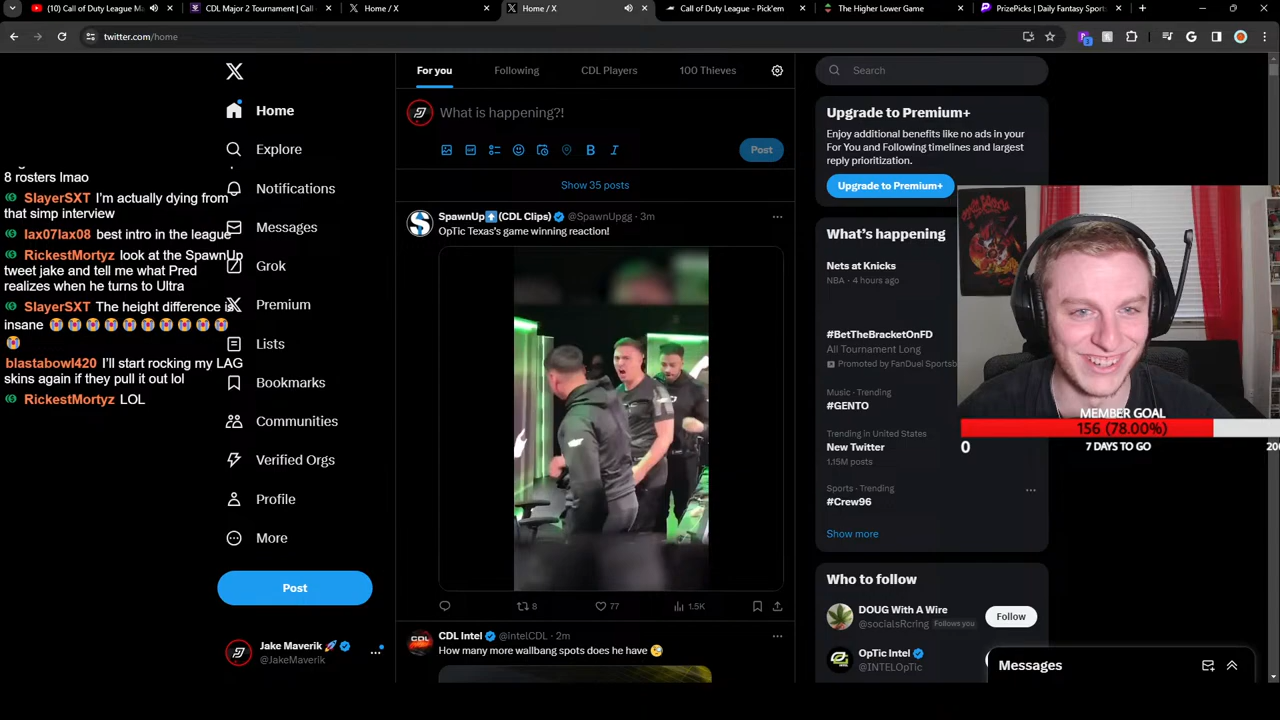 (10) Call of Duty League Ma
CDL Major 2 Tournament | Call
Home / X
Home / X
Call of Duty League - Pick'em
The Higher Lower Game
PrizePicks | Daily Fantasy Sports
twitter.com/home
For you
Following
CDL Players
100 Thieves
Search
What is happening?!
Post
Show 35 posts
Home
Explore
Notifications
Messages
Grok
Premium
Lists
Bookmarks
Communities
Verified Orgs
Profile
More
Post
Jake Maverik
@JakeMaverik
8 rosters lmao
SlayerSXT I'm actually dying from
that simp interview
lax07lax08 best intro in the league
RickestMortyz look at the SpawnUp
tweet jake and tell me what Pred
realizes when he turns to Ultra
SlayerSXT The height difference is
insane 😭😭😭😭😭😭😭😭😭
😭
blastabowl420 I'll start rocking my LAG
skins again if they pull it out lol
RickestMortyz LOL
SpawnUp⬆️(CDL Clips) @SpawnUpgg · 3m
OpTic Texas's game winning reaction!
8
77
1.5K
CDL Intel @intelCDL · 2m
How many more wallbang spots does he have 🧐
Upgrade to Premium+
Enjoy additional benefits like no ads in your
For You and Following timelines and largest
reply prioritization.
Upgrade to Premium+
What's happening
Nets at Knicks
NBA · 4 hours ago
#BetTheBracketOnFD
All Tournament Long
Promoted by FanDuel Sportsb
Music · Trending
#GENTO
Trending in United States
New Twitter
1.15M posts
Sports · Trending
#Crew96
Show more
Who to follow
DOUG With A Wire
@socialsRcring Follows you
Follow
OpTic Intel
@INTELOpTic
Messages
MEMBER GOAL
156 (78.00%)
0
200
7 DAYS TO GO